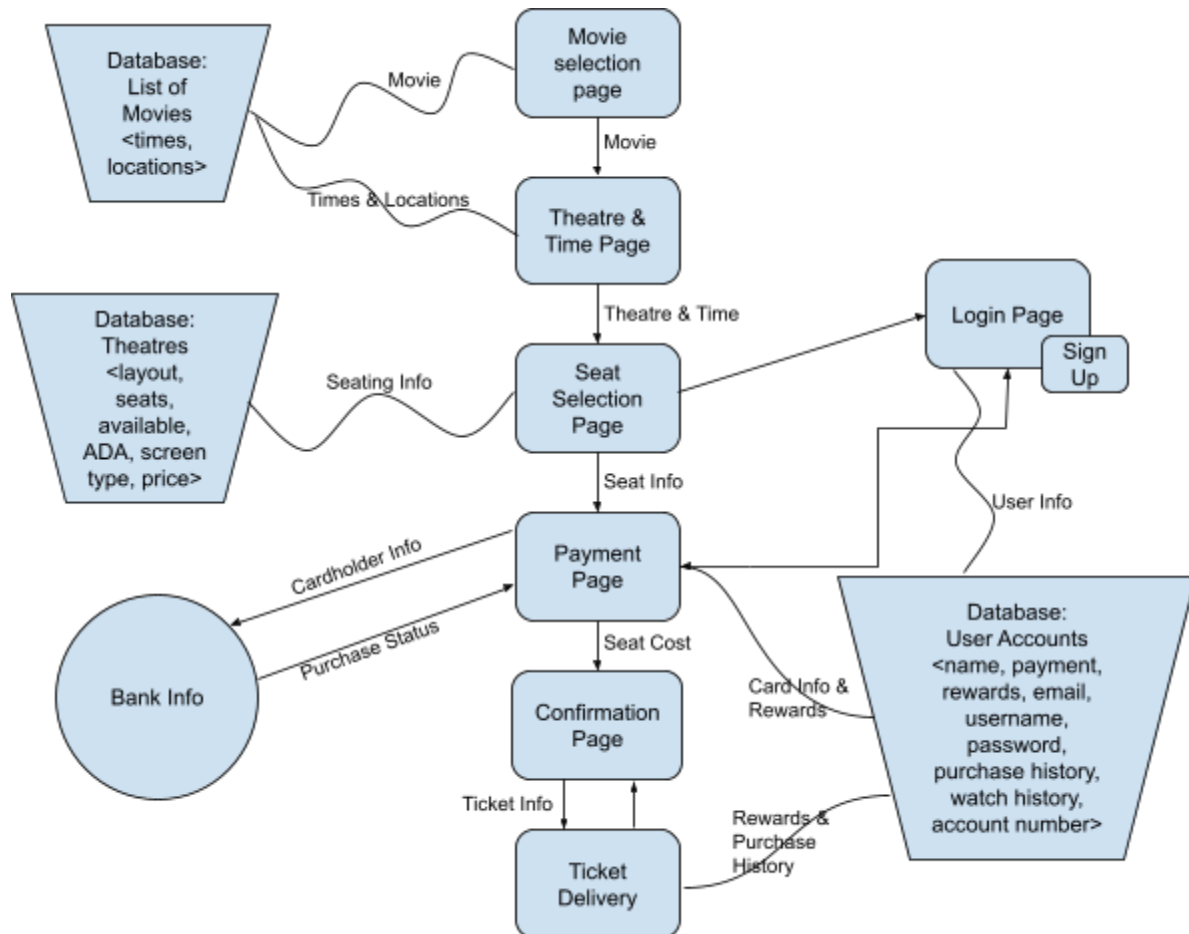 Database:
List of
Movies
<times,
locations>
Movie
Movie
selection
page
Movie
Times & Locations
Theatre &
Time Page
Theatre & Time
Database:
Theatres
<layout,
seats,
available,
ADA, screen
type, price>
Seating Info
Seat
Selection
Page
Login Page
Sign
Up
Seat Info
User Info
Cardholder Info
Payment
Page
Purchase Status
Bank Info
Seat Cost
Card Info &
Rewards
Database:
User Accounts
<name, payment,
rewards, email,
username,
password,
purchase history,
watch history,
account number>
Confirmation
Page
Ticket Info
Rewards &
Purchase
History
Ticket
Delivery